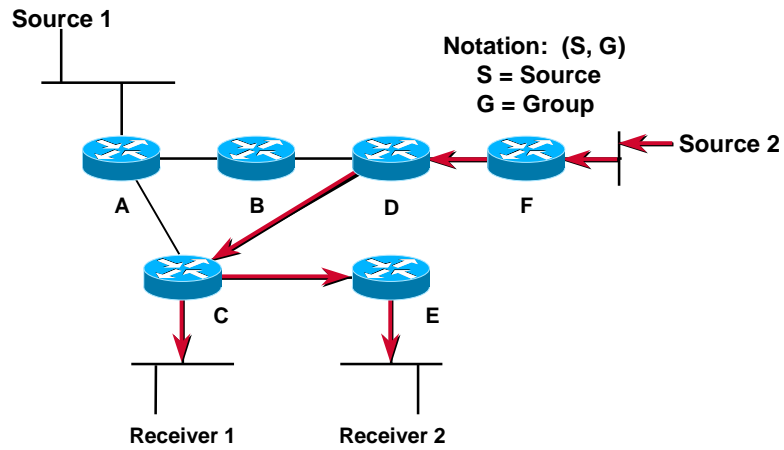 Source 1
Notation: (S, G)
S = Source
G = Group
Source 2
A
B
D
F
C
E
Receiver 1
Receiver 2